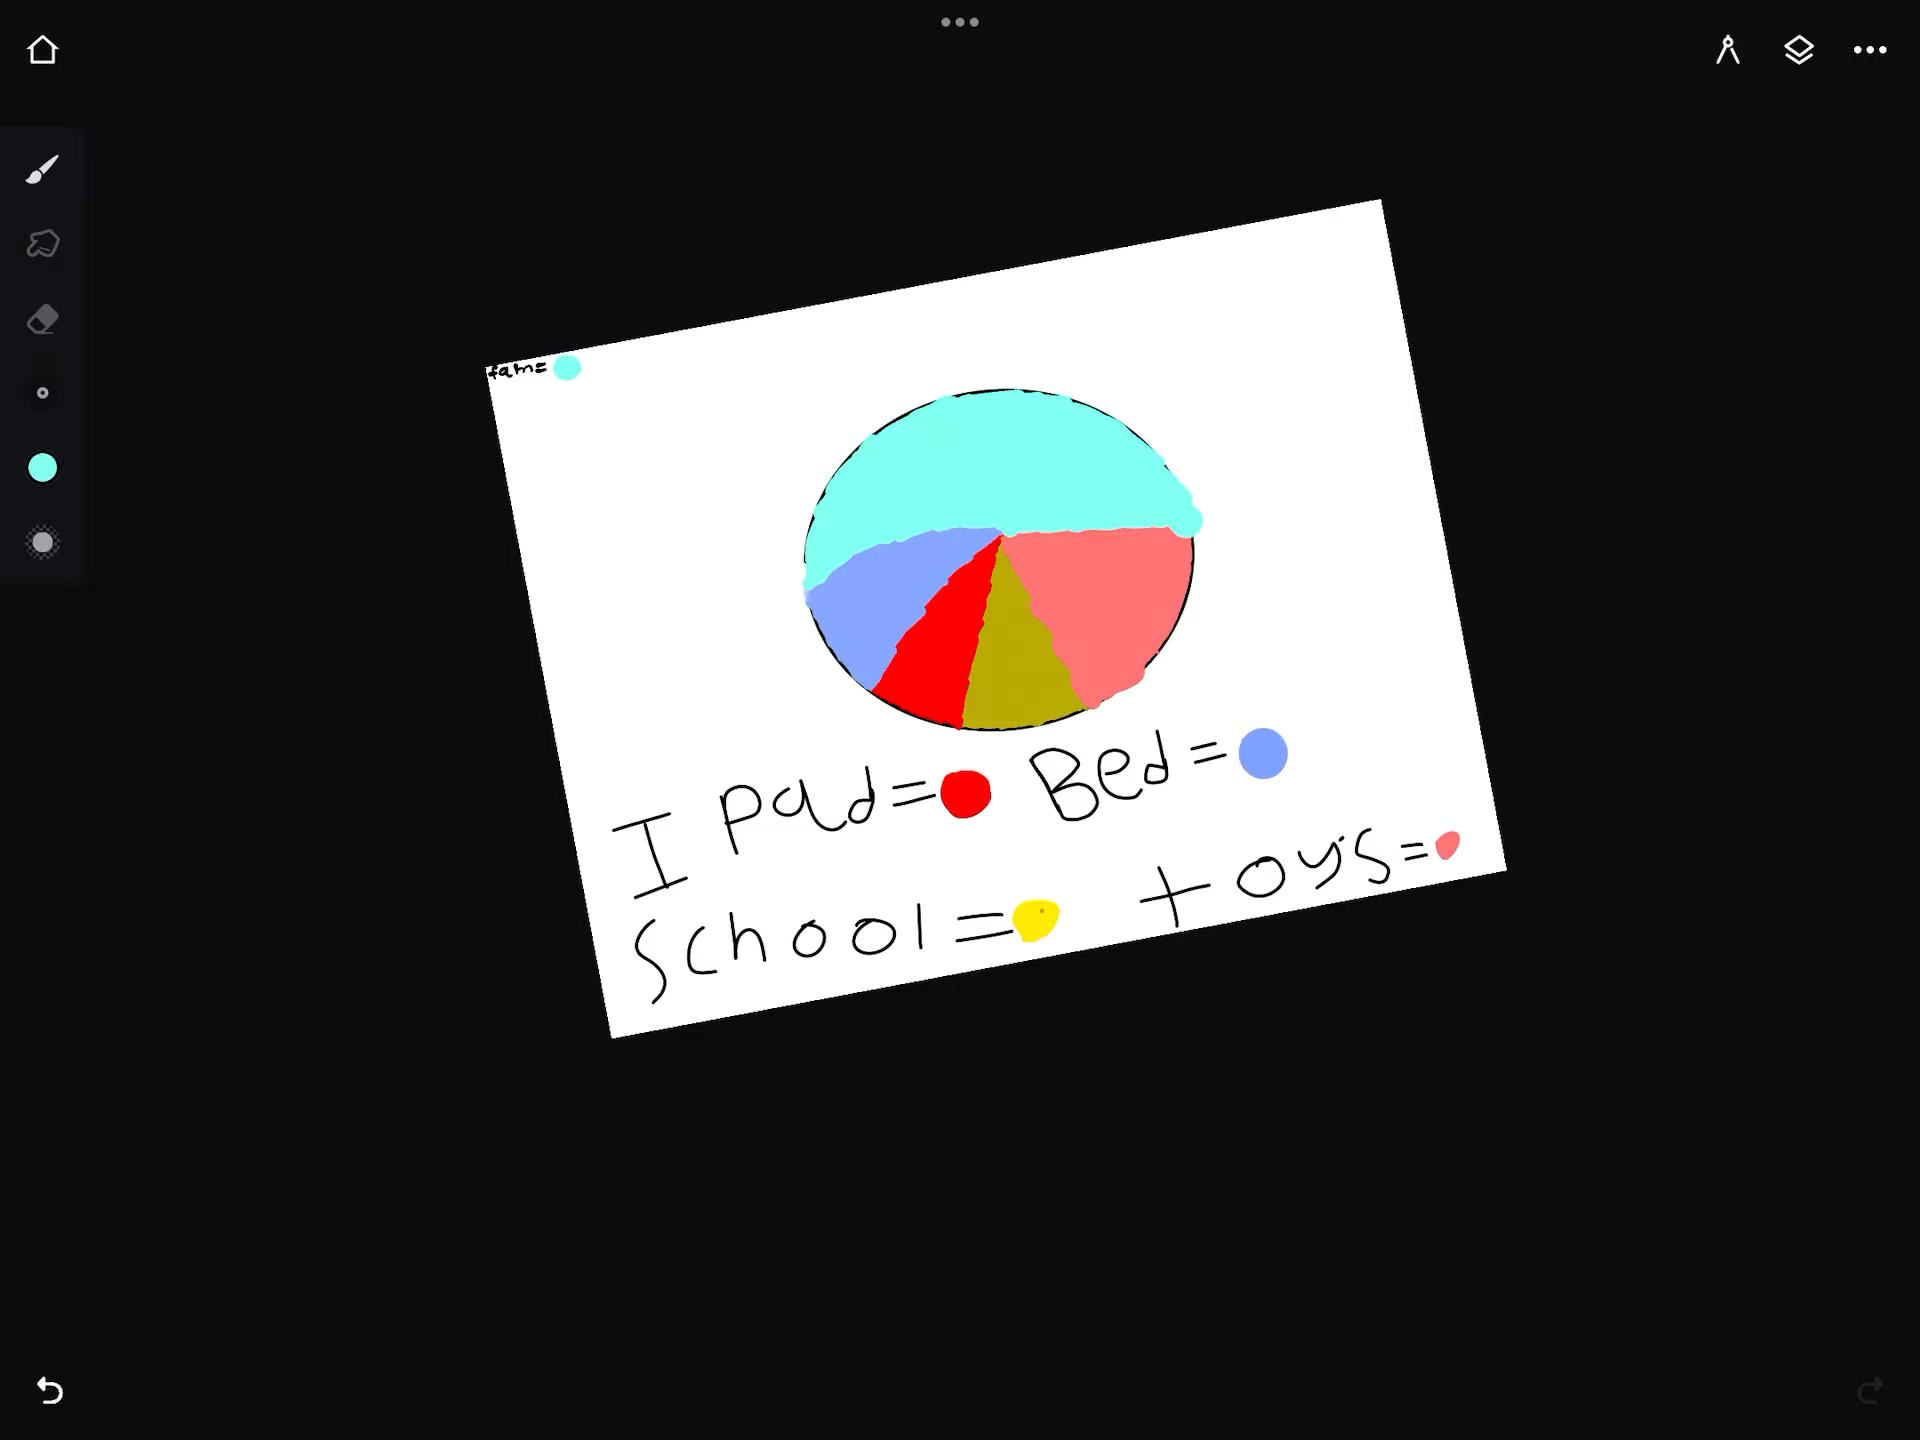 fam=
I pad= Bed=
School= toys=